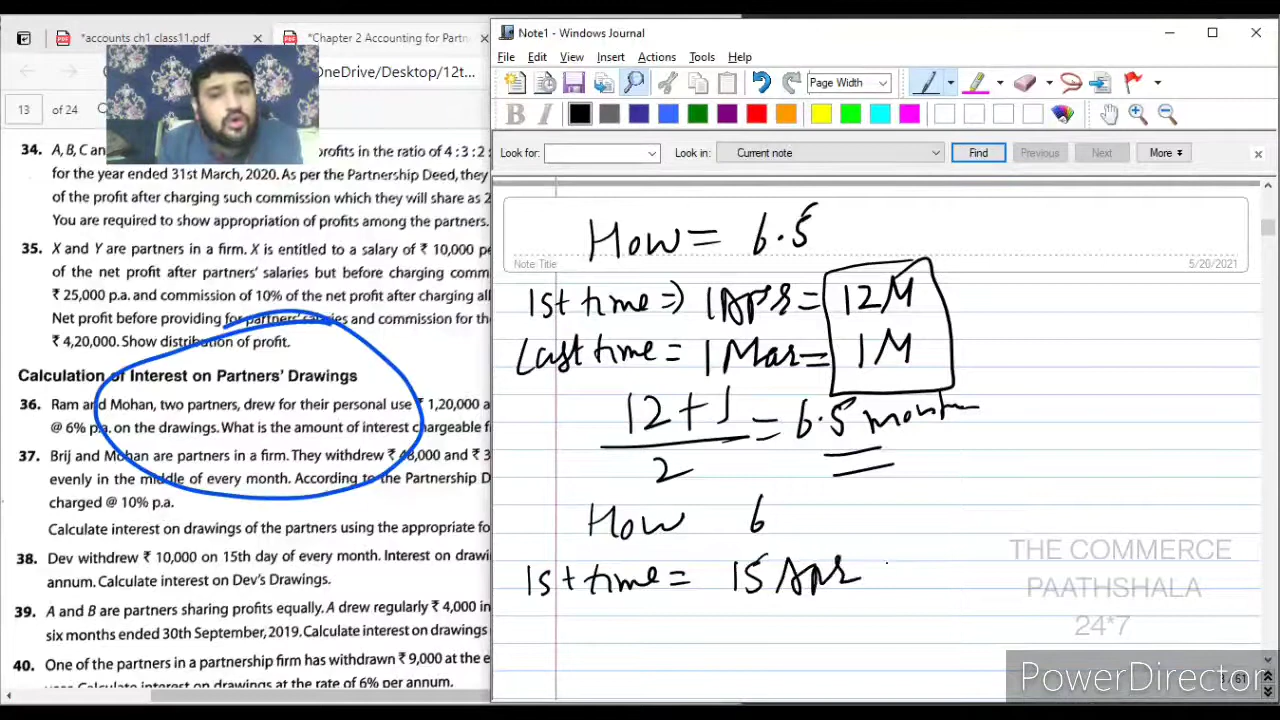 *accounts ch1 class11.pdf
*Chapter 2 Accounting for Partn
OneDrive/Desktop/12t...
13 of 24
34. A, B, C an rofits in the ratio of 4 : 3 : 2 :
for the year ended 31st March, 2020. As per the Partnership Deed, they
of the profit after charging such commission which they will share as 2
You are required to show appropriation of profits among the partners.
35. X and Y are partners in a firm. X is entitled to a salary of ₹ 10,000 pe
of the net profit after partners' salaries but before charging comm
₹ 25,000 p.a. and commission of 10% of the net profit after charging all
Net profit before providing for partners' salaries and commission for the
₹ 4,20,000. Show distribution of profit.
Calculation of Interest on Partners' Drawings
36. Ram and Mohan, two partners, drew for their personal use ₹ 1,20,000 a
@ 6% p.a. on the drawings. What is the amount of interest chargeable f
37. Brij and Mohan are partners in a firm. They withdrew ₹ 48,000 and ₹ 3
evenly in the middle of every month. According to the Partnership D
charged @ 10% p.a.
Calculate interest on drawings of the partners using the appropriate fo
38. Dev withdrew ₹ 10,000 on 15th day of every month. Interest on drawi
annum. Calculate interest on Dev's Drawings.
39. A and B are partners sharing profits equally. A drew regularly ₹ 4,000 in
six months ended 30th September, 2019. Calculate interest on drawings
40. One of the partners in a partnership firm has withdrawn ₹ 9,000 at the e
year. Calculate interest on drawings at the rate of 6% per annum.
Note1 - Windows Journal
File Edit View Insert Actions Tools Help
Page Width
B I
Look for: Look in: Current note Find Previous Next More
How = 6.5
Note Title 5/20/2021
1st time => 1 Apr = 12 M
Last time = 1 Mar = 1 M
12 + 1 = 6.5 months
2
How 6
1st time = 15 Apr
THE COMMERCE
PAATHSHALA
24*7
PowerDirector